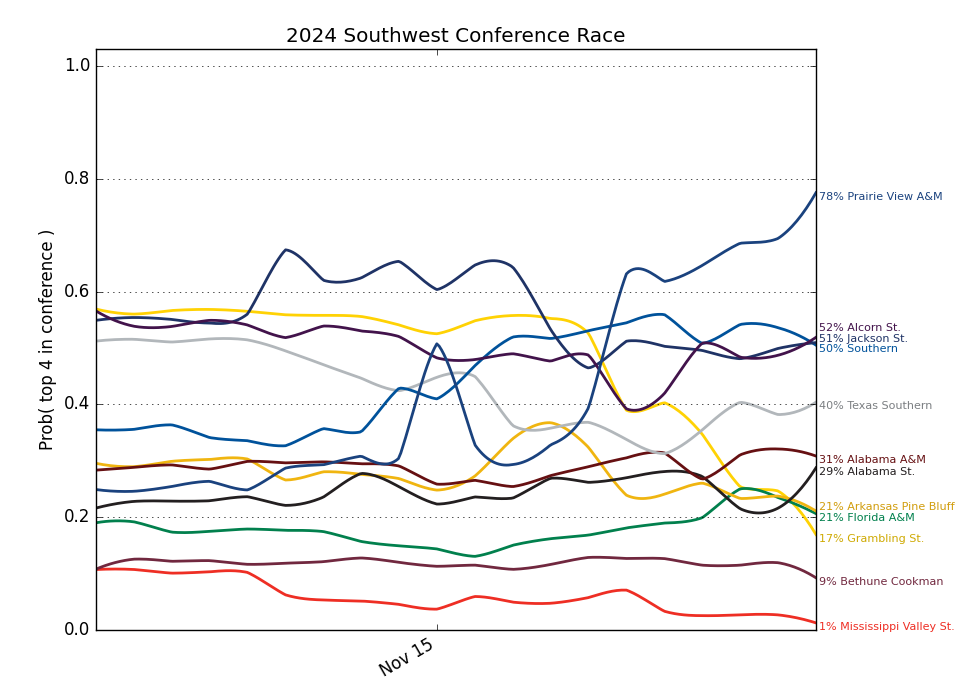 2024 Southwest Conference Race
1.0
0.8
0.6
0.4
0.2
0.0
Prob( top 4 in conference )
Nov 15
78% Prairie View A&M
52% Alcorn St.
51% Jackson St.
50% Southern
40% Texas Southern
31% Alabama A&M
29% Alabama St.
21% Arkansas Pine Bluff
21% Florida A&M
17% Grambling St.
9% Bethune Cookman
1% Mississippi Valley St.